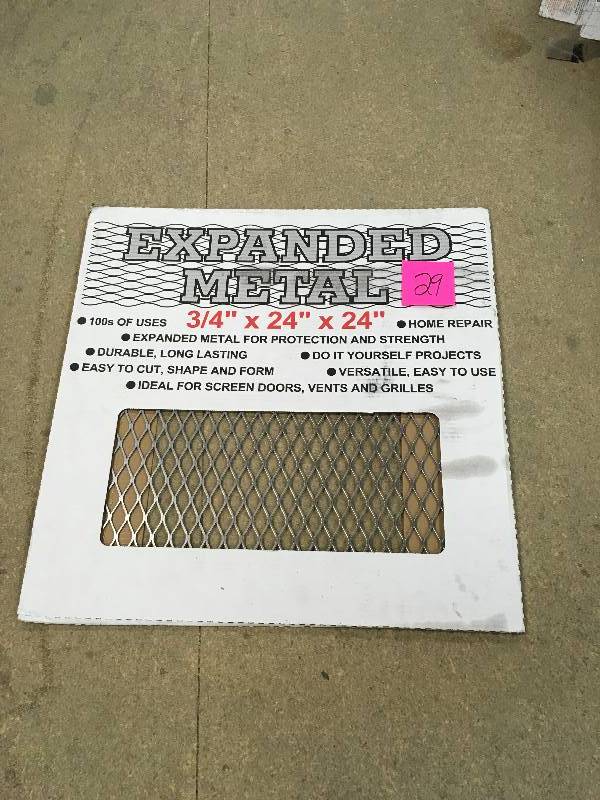 EXPANDED
METAL
29
● 100s OF USES 3/4" x 24" x 24" ● HOME REPAIR
● EXPANDED METAL FOR PROTECTION AND STRENGTH
● DURABLE, LONG LASTING ● DO IT YOURSELF PROJECTS
● EASY TO CUT, SHAPE AND FORM ● VERSATILE, EASY TO USE
● IDEAL FOR SCREEN DOORS, VENTS AND GRILLES